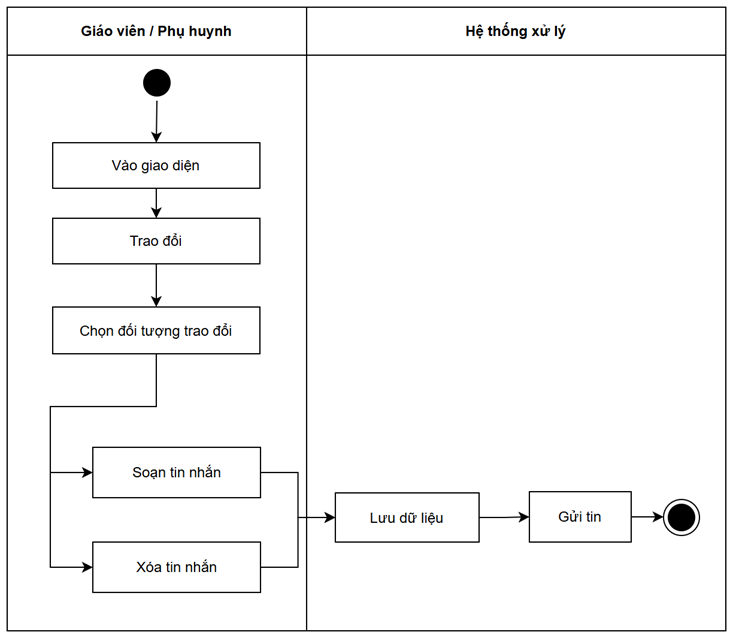 Giáo viên / Phụ huynh
Hệ thống xử lý
Vào giao diện
Trao đổi
Chọn đối tượng trao đổi
Soạn tin nhắn
Xóa tin nhắn
Lưu dữ liệu
Gửi tin